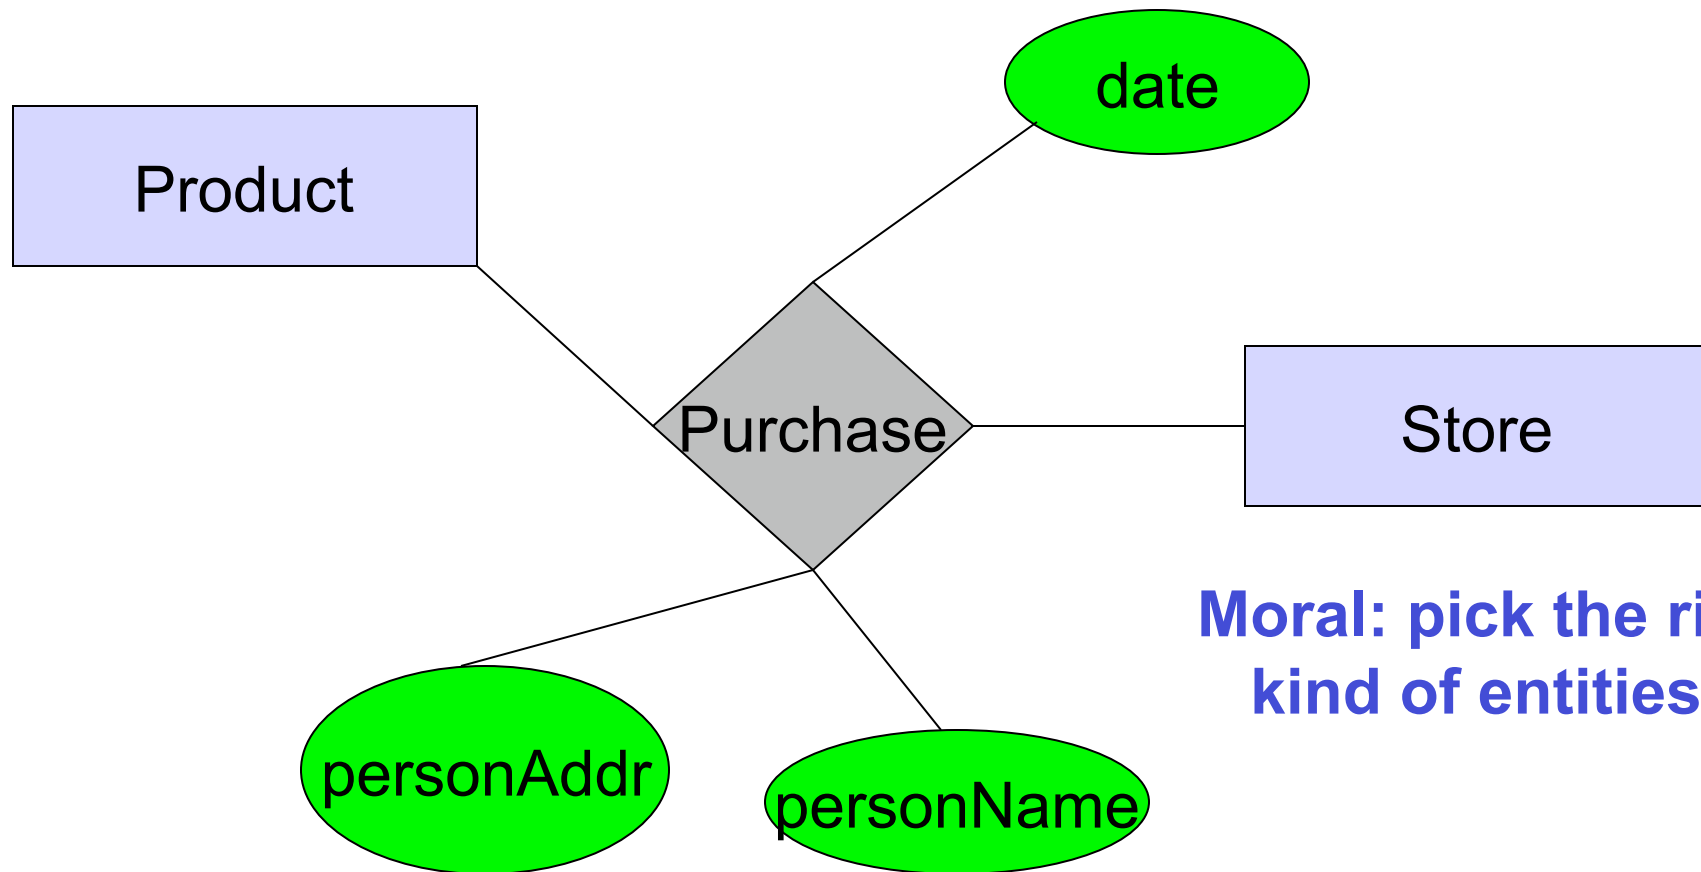 date
Product
Purchase
Store
Moral: pick the ri
kind of entities
personAddr
personName